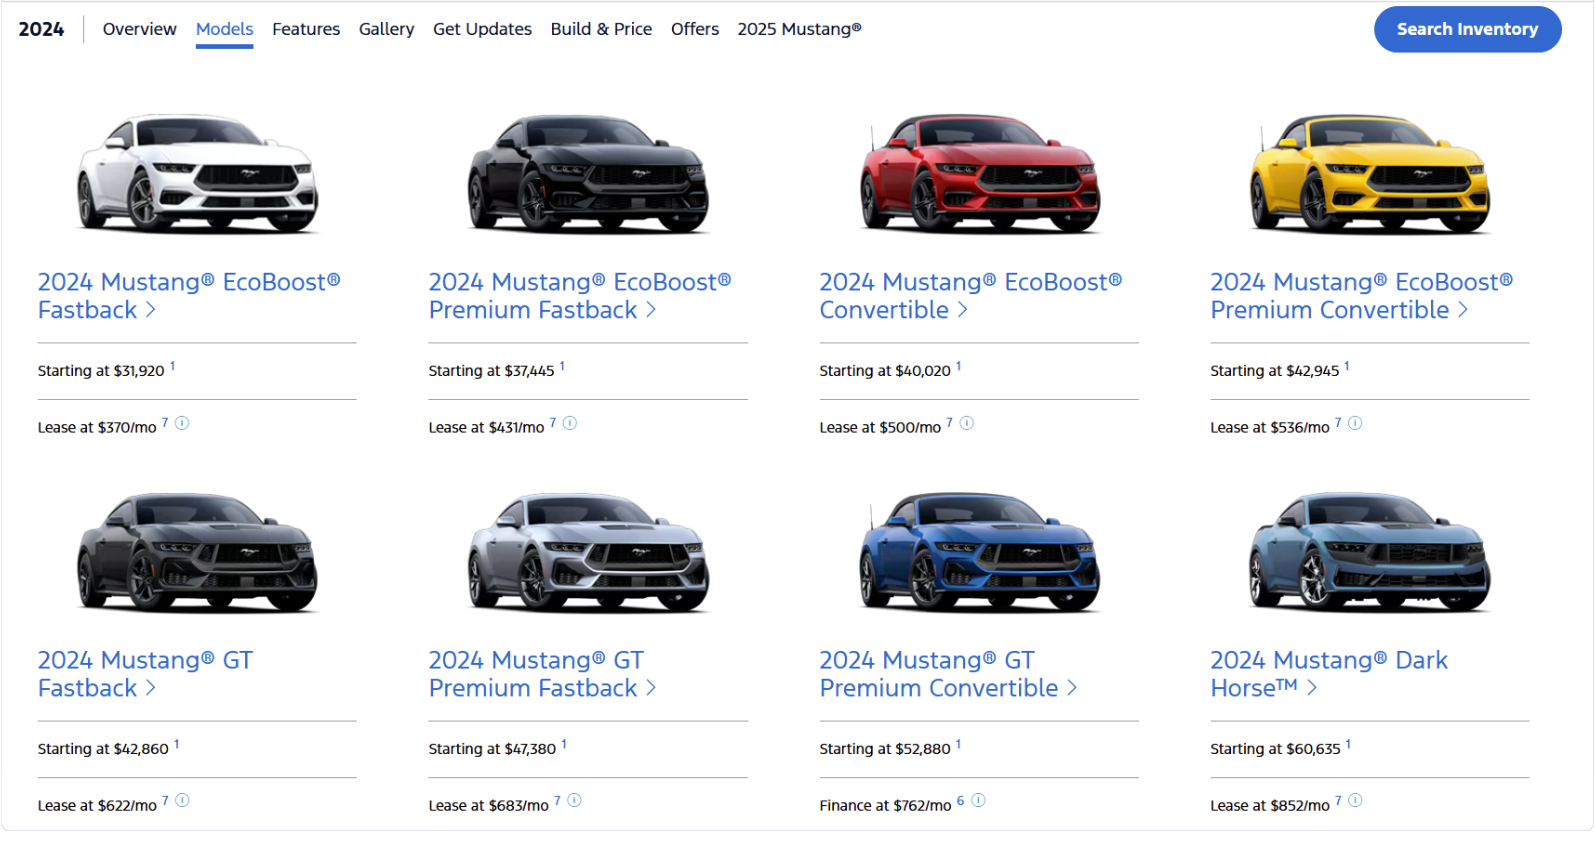 2024 Overview Models Features Gallery Get Updates Build & Price Offers 2025 Mustang® Search Inventory
2024 Mustang® EcoBoost®
Fastback >
Starting at $31,920 1
Lease at $370/mo 7
2024 Mustang® EcoBoost®
Premium Fastback >
Starting at $37,445 1
Lease at $431/mo 7
2024 Mustang® EcoBoost®
Convertible >
Starting at $40,020 1
Lease at $500/mo 7
2024 Mustang® EcoBoost®
Premium Convertible >
Starting at $42,945 1
Lease at $536/mo 7
2024 Mustang® GT
Fastback >
Starting at $42,860 1
Lease at $622/mo 7
2024 Mustang® GT
Premium Fastback >
Starting at $47,380 1
Lease at $683/mo 7
2024 Mustang® GT
Premium Convertible >
Starting at $52,880 1
Finance at $762/mo 6
2024 Mustang® Dark
Horse™ >
Starting at $60,635 1
Lease at $852/mo 7